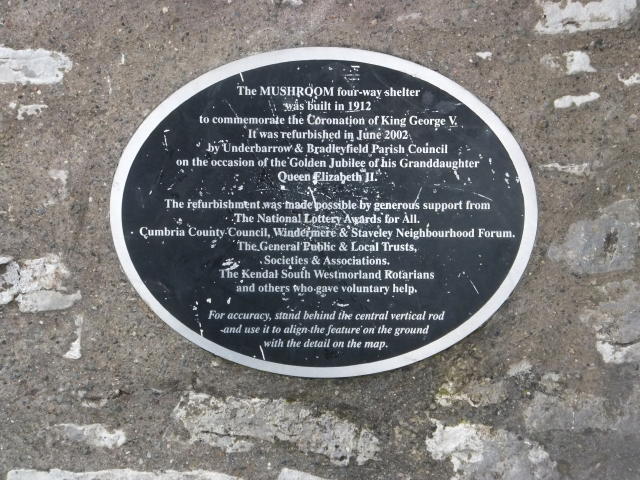 The MUSHROOM four-way shelter
was built in 1912
to commemorate the Coronation of King George V.
It was refurbished in June 2002
by Underbarrow & Bradleyfield Parish Council
on the occasion of the Golden Jubilee of his Granddaughter
Queen Elizabeth II.
The refurbishment was made possible by generous support from
The National Lottery Awards for All.
Cumbria County Council, Windermere & Staveley Neighbourhood Forum.
The General Public & Local Trusts,
Societies & Associations.
The Kendal South Westmorland Rotarians
and others who gave voluntary help.
For accuracy, stand behind the central vertical rod
and use it to align the feature on the ground
with the detail on the map.